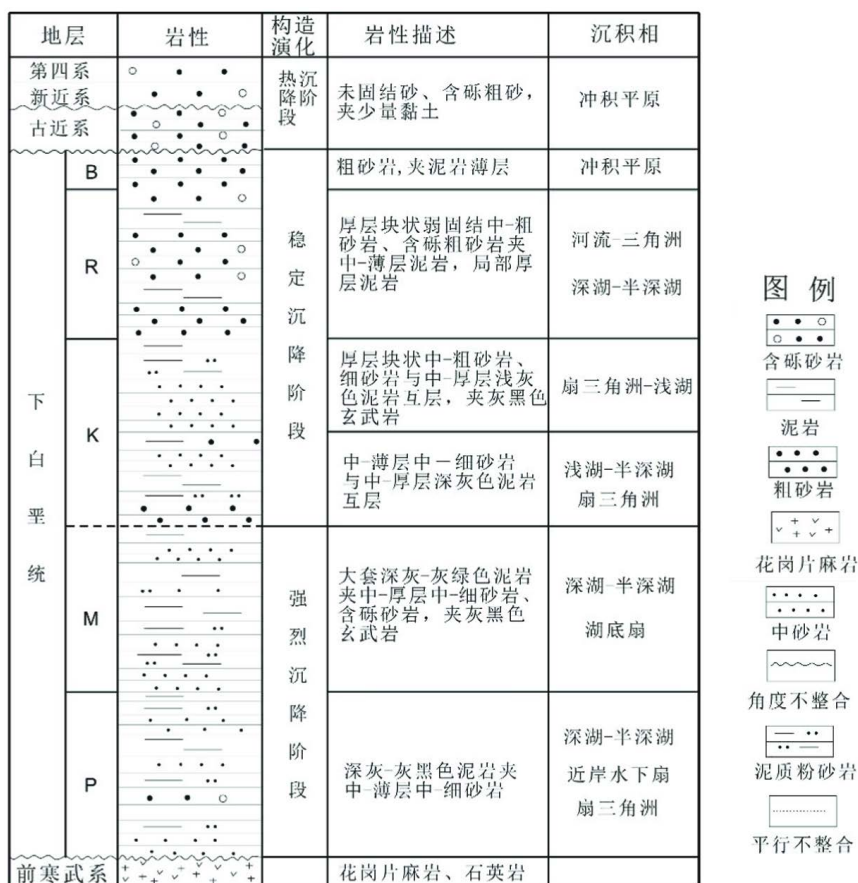 地层
岩性
构造
演化
岩性描述
沉积相
第四系
新近系
古近系
热沉
降阶
段
未固结砂、含砾粗砂，
夹少量黏土
冲积平原
下
白
垩
统
B
稳
定
沉
降
阶
段
粗砂岩,夹泥岩薄层
冲积平原
R
厚层块状弱固结中-粗
砂岩、含砾粗砂岩夹
中-薄层泥岩，局部厚
层泥岩
河流-三角洲
深湖-半深湖
K
厚层块状中-粗砂岩、
细砂岩与中-厚层浅灰
色泥岩互层，夹灰黑色
玄武岩
扇三角洲-浅湖
中-薄层中－细砂岩
与中-厚层深灰色泥岩
互层
浅湖-半深湖
扇三角洲
M
强
烈
沉
降
阶
段
大套深灰-灰绿色泥岩
夹中-厚层中-细砂岩、
含砾砂岩，夹灰黑色
玄武岩
深湖-半深湖
湖底扇
P
深灰-灰黑色泥岩夹
中-薄层中-细砂岩
深湖-半深湖
近岸水下扇
扇三角洲
前寒武系
花岗片麻岩、石英岩
图 例
含砾砂岩
泥岩
粗砂岩
花岗片麻岩
中砂岩
角度不整合
泥质粉砂岩
平行不整合